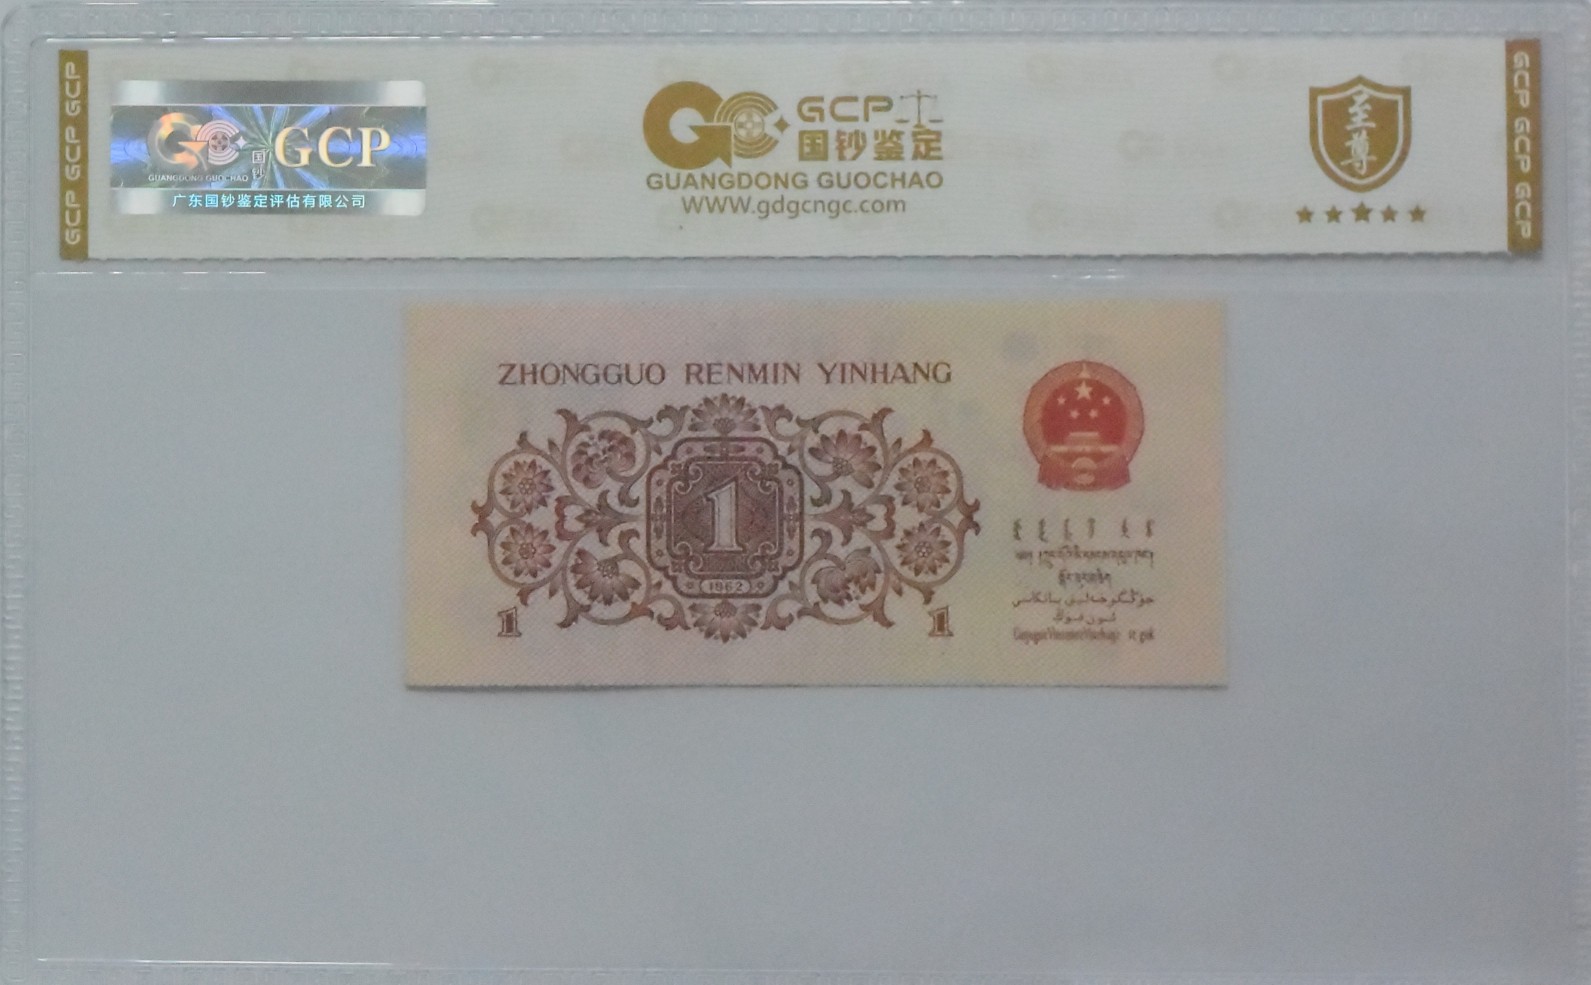 GCP GCP GCP
GCP
GUANGDONG GUOCHAO
国钞
广东国钞鉴定评估有限公司
GCP
国钞鉴定
GUANGDONG GUOCHAO
WWW.gdgcngc.com
至尊
GCP GCP GCP
ZHONGGUO RENMIN YINHANG
1
1962
1
1